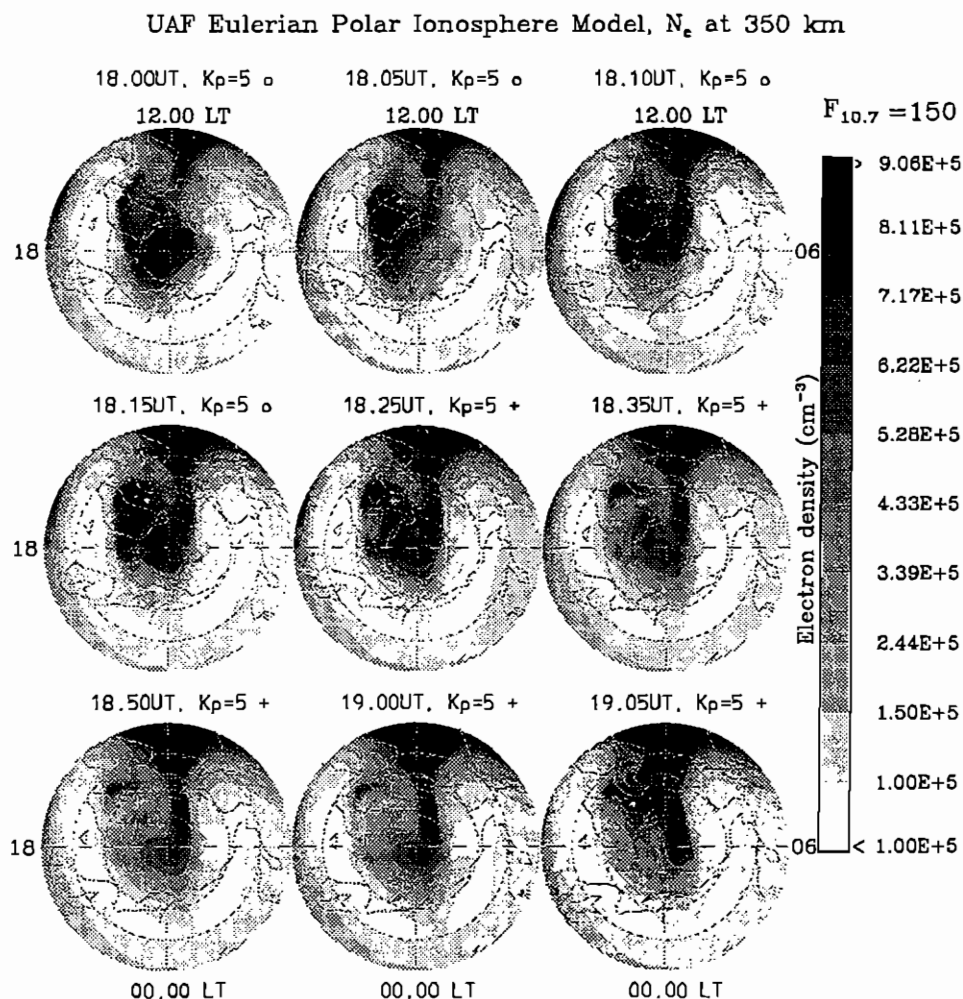 UAF Eulerian Polar Ionosphere Model, Nₑ at 350 km
18.00UT, Kp=5 o
18.05UT, Kp=5 o
18.10UT, Kp=5 o
12.00 LT
12.00 LT
12.00 LT
F₁₀.₇ =150
18
06
> 9.06E+5
8.11E+5
7.17E+5
6.22E+5
5.28E+5
4.33E+5
3.39E+5
2.44E+5
1.50E+5
1.00E+5
< 1.00E+5
Electron density (cm⁻³)
18.15UT, Kp=5 o
18.25UT, Kp=5 +
18.35UT, Kp=5 +
18
18.50UT, Kp=5 +
19.00UT, Kp=5 +
19.05UT, Kp=5 +
18
06
00.00 LT
00.00 LT
00.00 LT